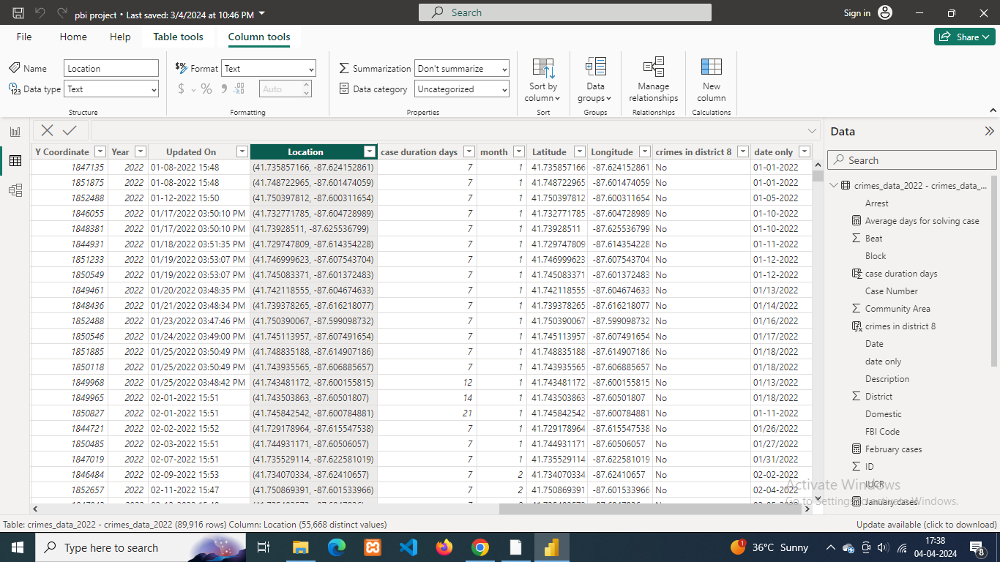 pbi project • Last saved: 3/4/2024 at 10:46 PM
Search
Sign in
File Home Help Table tools Column tools
Share
Name Location
Data type Text
Structure
$% Format Text
$ % Auto
Formatting
Summarization Don't summarize
Data category Uncategorized
Properties
Sort by column
Sort
Data groups
Groups
Manage relationships
Relationships
New column
Calculations
Y Coordinate Year Updated On Location case duration days month Latitude Longitude crimes in district 8 date only
1847135 2022 01-08-2022 15:48 (41.735857166, -87.624152861) 7 1 41.735857166 -87.624152861 No 01-01-2022
1851875 2022 01-08-2022 15:48 (41.748722965, -87.601474059) 7 1 41.748722965 -87.601474059 No 01-01-2022
1852488 2022 01-12-2022 15:50 (41.750397812, -87.600311654) 7 1 41.750397812 -87.600311654 No 01-05-2022
1846055 2022 01/17/2022 03:50:10 PM (41.732771785, -87.604728989) 7 1 41.732771785 -87.604728989 No 01-10-2022
1848381 2022 01/17/2022 03:50:10 PM (41.73928511, -87.625536799) 7 1 41.73928511 -87.625536799 No 01-10-2022
1844931 2022 01/18/2022 03:51:35 PM (41.729747809, -87.614354228) 7 1 41.729747809 -87.614354228 No 01-11-2022
1851233 2022 01/19/2022 03:53:07 PM (41.746999623, -87.607543704) 7 1 41.746999623 -87.607543704 No 01-12-2022
1850549 2022 01/19/2022 03:53:07 PM (41.745083371, -87.601372483) 7 1 41.745083371 -87.601372483 No 01-12-2022
1849461 2022 01/20/2022 03:48:35 PM (41.742118555, -87.604674633) 7 1 41.742118555 -87.604674633 No 01/13/2022
1848436 2022 01/21/2022 03:48:34 PM (41.739378265, -87.616218077) 7 1 41.739378265 -87.616218077 No 01/14/2022
1852488 2022 01/23/2022 03:47:46 PM (41.750390067, -87.599098732) 7 1 41.750390067 -87.599098732 No 01/16/2022
1850546 2022 01/24/2022 03:49:00 PM (41.745113957, -87.607491654) 7 1 41.745113957 -87.607491654 No 01/17/2022
1851885 2022 01/25/2022 03:50:49 PM (41.748835188, -87.614907186) 7 1 41.748835188 -87.614907186 No 01/18/2022
1850118 2022 01/25/2022 03:50:49 PM (41.743935565, -87.606885657) 7 1 41.743935565 -87.606885657 No 01/18/2022
1849968 2022 01/25/2022 03:48:42 PM (41.743481172, -87.600155815) 12 1 41.743481172 -87.600155815 No 01/13/2022
1849965 2022 02-01-2022 15:51 (41.743503863, -87.60501807) 14 1 41.743503863 -87.60501807 No 01/18/2022
1850827 2022 02-01-2022 15:51 (41.745842542, -87.600784881) 21 1 41.745842542 -87.600784881 No 01-11-2022
1844721 2022 02-02-2022 15:52 (41.729178964, -87.615547538) 7 1 41.729178964 -87.615547538 No 01/26/2022
1850485 2022 02-03-2022 15:51 (41.744931171, -87.60506057) 7 1 41.744931171 -87.60506057 No 01/27/2022
1847019 2022 02-07-2022 15:51 (41.735529114, -87.622581019) 7 1 41.735529114 -87.622581019 No 01/31/2022
1846484 2022 02-09-2022 15:53 (41.734070334, -87.62410657) 7 2 41.734070334 -87.62410657 No 02-02-2022
1852657 2022 02-11-2022 15:47 (41.750869391, -87.601533966) 7 2 41.750869391 -87.601533966 No 02-04-2022
Data
Search
crimes_data_2022 - crimes_data_...
Arrest
Average days for solving case
Beat
Block
case duration days
Case Number
Community Area
crimes in district 8
Date
date only
Description
District
Domestic
FBI Code
February cases
ID
IUCR
January cases
Activate Windows
Go to Settings to activate Windows.
Table: crimes_data_2022 - crimes_data_2022 (89,916 rows) Column: Location (55,668 distinct values)
Update available (click to download)
Type here to search
1
36°C Sunny
17:38
04-04-2024
8